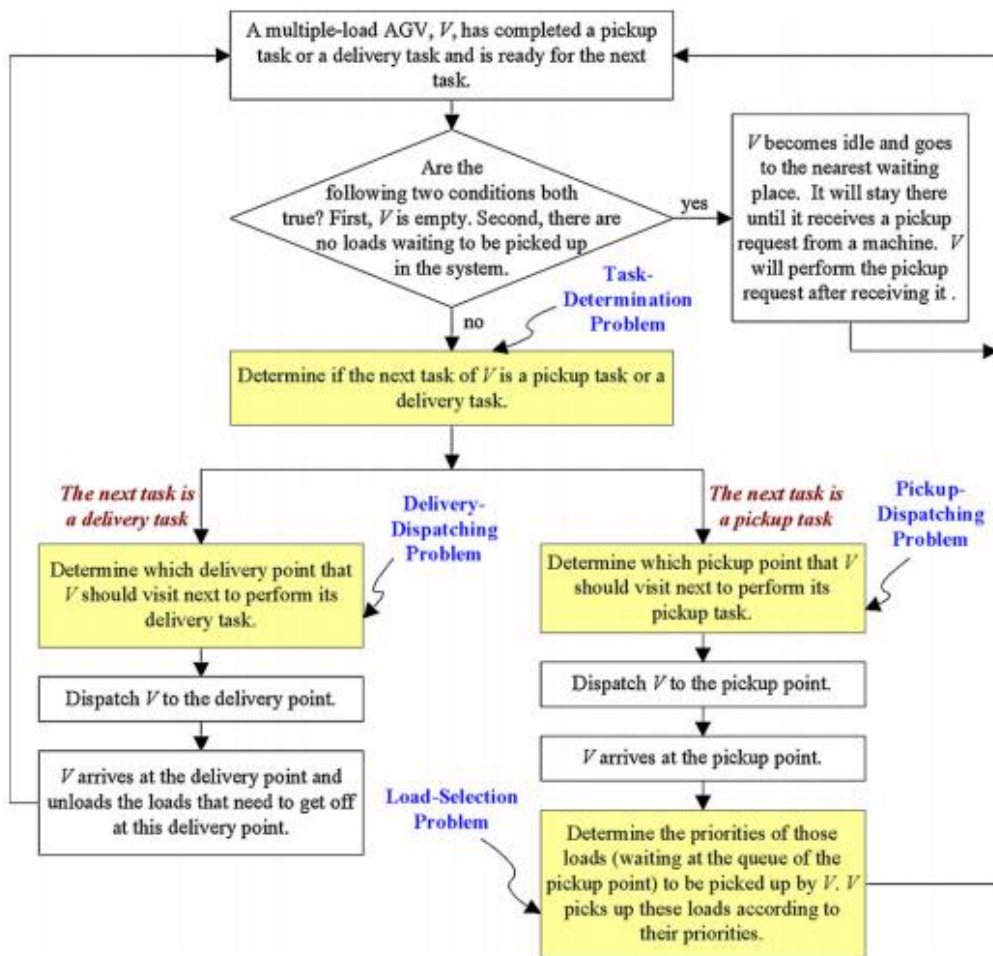 A multiple-load AGV, V, has completed a pickup
task or a delivery task and is ready for the next
task.
Are the
following two conditions both
true? First, V is empty. Second, there are
no loads waiting to be picked up
in the system.
yes
V becomes idle and goes
to the nearest waiting
place. It will stay there
until it receives a pickup
request from a machine. V
will perform the pickup
request after receiving it .
no
Task-
Determination
Problem
Determine if the next task of V is a pickup task or a
delivery task.
The next task is
a delivery task
Delivery-
Dispatching
Problem
The next task is
a pickup task
Pickup-
Dispatching
Problem
Determine which delivery point that
V should visit next to perform its
delivery task.
Determine which pickup point that V
should visit next to perform its
pickup task.
Dispatch V to the delivery point.
Dispatch V to the pickup point.
V arrives at the delivery point and
unloads the loads that need to get off
at this delivery point.
V arrives at the pickup point.
Load-Selection
Problem
Determine the priorities of those
loads (waiting at the queue of the
pickup point) to be picked up by V. V
picks up these loads according to
their priorities.